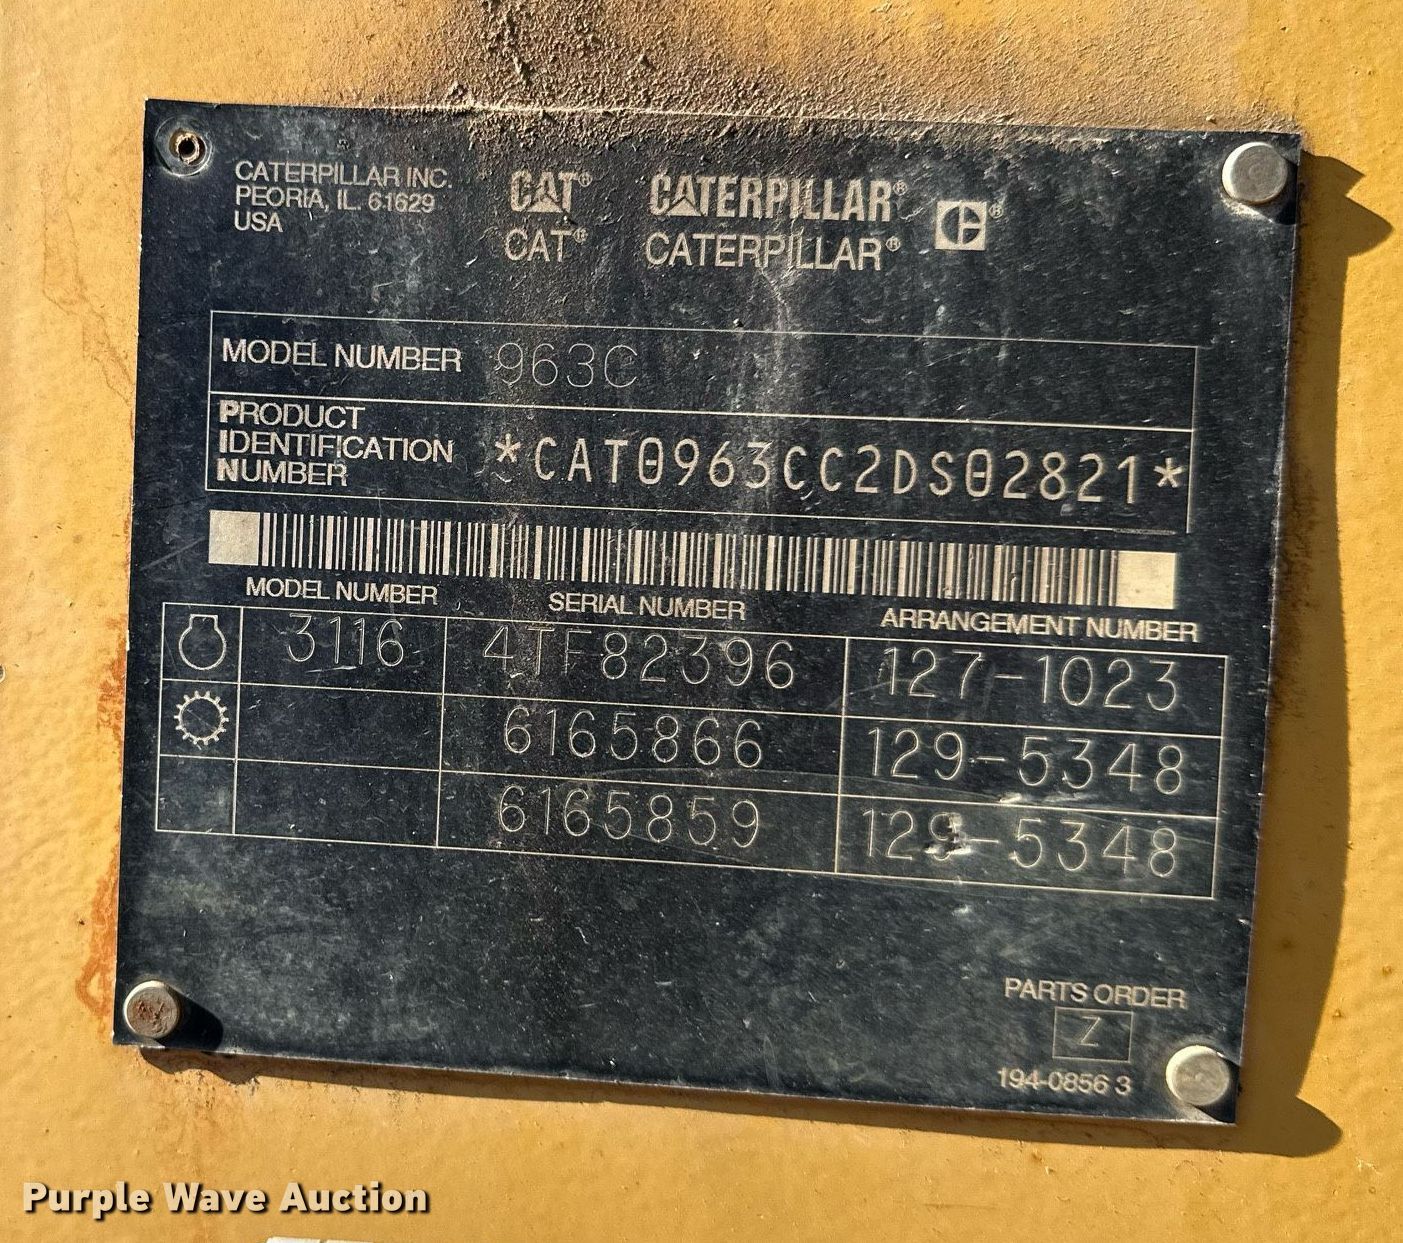 CATERPILLAR INC.
PEORIA, IL. 61629
USA
CAT®
CAT®
CATERPILLAR®
CATERPILLAR®
C®
MODEL NUMBER 963C
PRODUCT
IDENTIFICATION
NUMBER
*CAT0963CC2DS02821*
MODEL NUMBER SERIAL NUMBER ARRANGEMENT NUMBER
3116 4TF82396 127-1023
6165866 129-5348
6165859 129-5348
PARTS ORDER
Z
194-0856 3
Purple Wave Auction